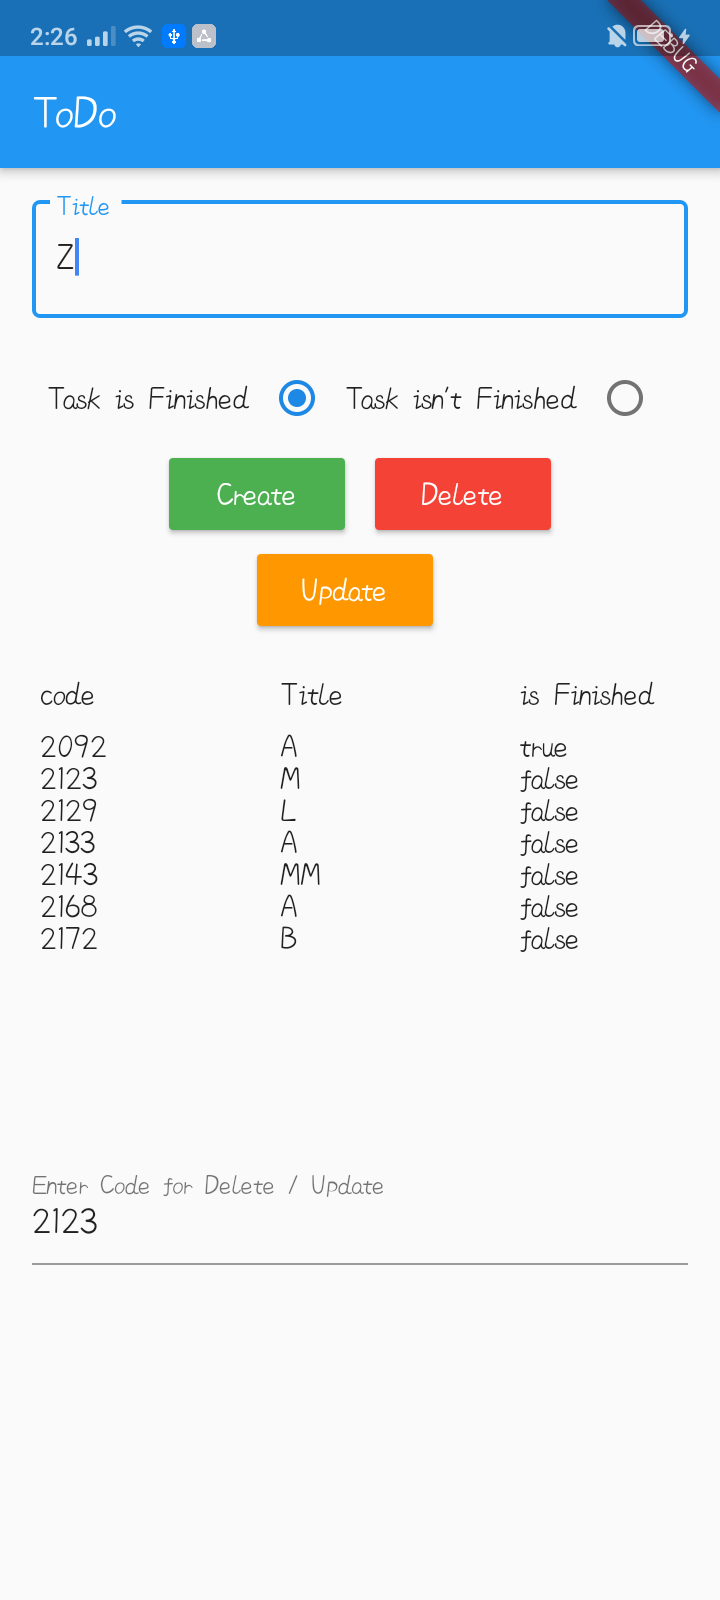 2:26
DEBUG
ToDo
Title
Z
Task is Finished Task isn't Finished
Create Delete
Update
code Title is Finished
2092 A true
2123 M false
2129 L false
2133 A false
2143 MM false
2168 A false
2172 B false
Enter Code for Delete / Update
2123